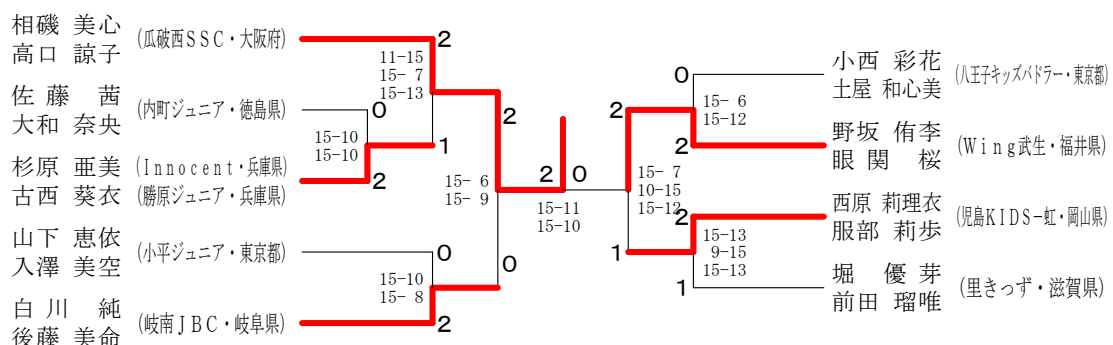 相磯 美心
高口 諒子
(瓜破西SSC・大阪府)
佐藤 茜
大和 奈央
(内町ジュニア・徳島県)
杉原 亜美
古西 葵衣
(Innocent・兵庫県)
(勝原ジュニア・兵庫県)
山下 恵依
入澤 美空
(小平ジュニア・東京都)
白川 純
後藤 美命
(岐南JBC・岐阜県)
2
11-15
15- 7
15-13
0
15-10
15-10
2
1
2
15- 6
15- 9
0
0
15-10
15- 8
2
2
0
15-11
15-10
2
15- 7
10-15
15-12
1
0
15- 6
15-12
2
2
15-13
9-15
15-13
1
小西 彩花
土屋 和心美
(八王子キッズバドラー・東京都)
野坂 侑李
眼関 桜
(Wing武生・福井県)
西原 莉理衣
服部 莉歩
(児島KIDS-虹・岡山県)
堀 優芽
前田 瑠唯
(里きっず・滋賀県)